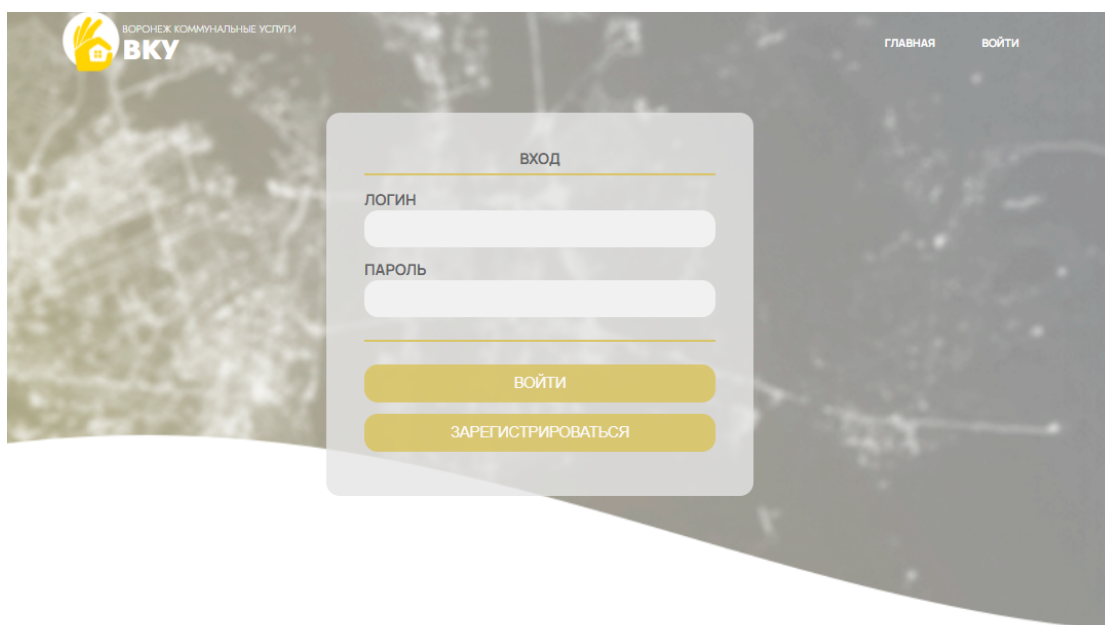 ВОРОНЕЖ КОММУНАЛЬНЫЕ УСЛУГИ
ВКУ
ГЛАВНАЯ
ВОЙТИ
ВХОД
ЛОГИН
ПАРОЛЬ
ВОЙТИ
ЗАРЕГИСТРИРОВАТЬСЯ